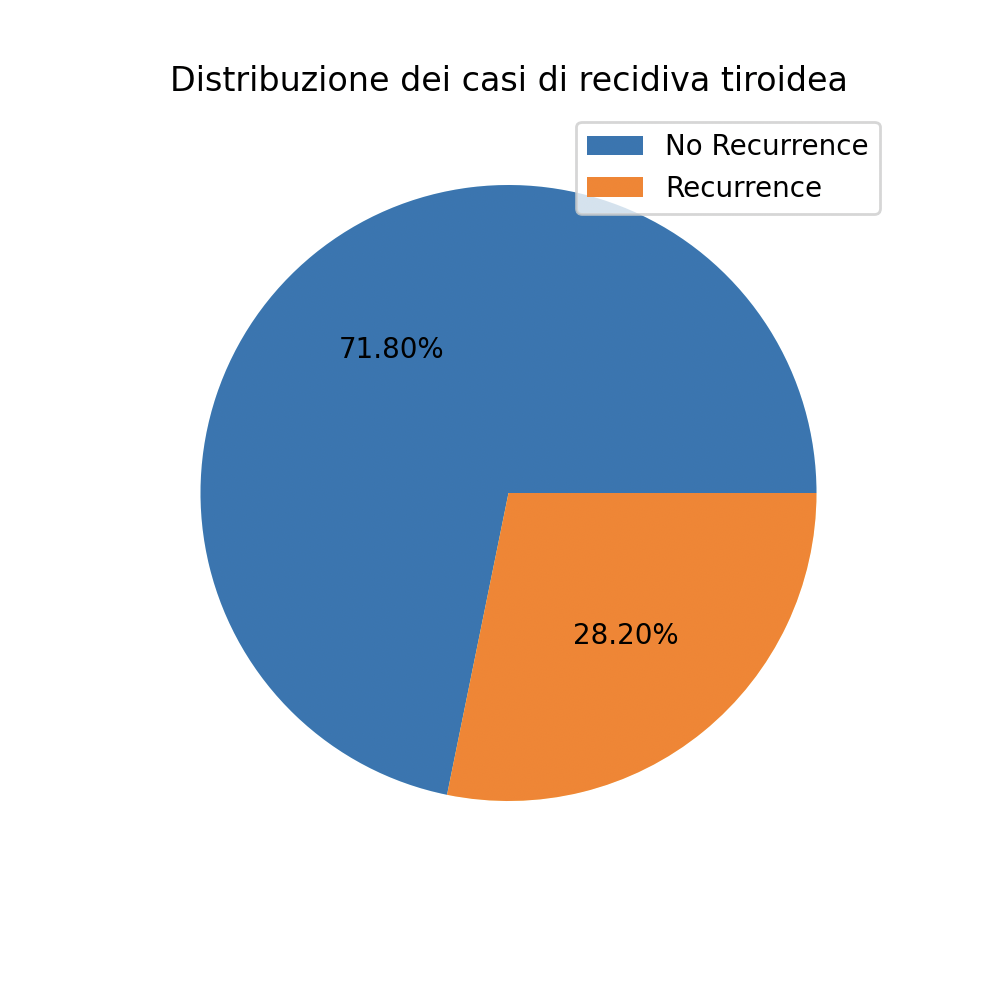 Distribuzione dei casi di recidiva tiroidea
No Recurrence
Recurrence
71.80%
28.20%